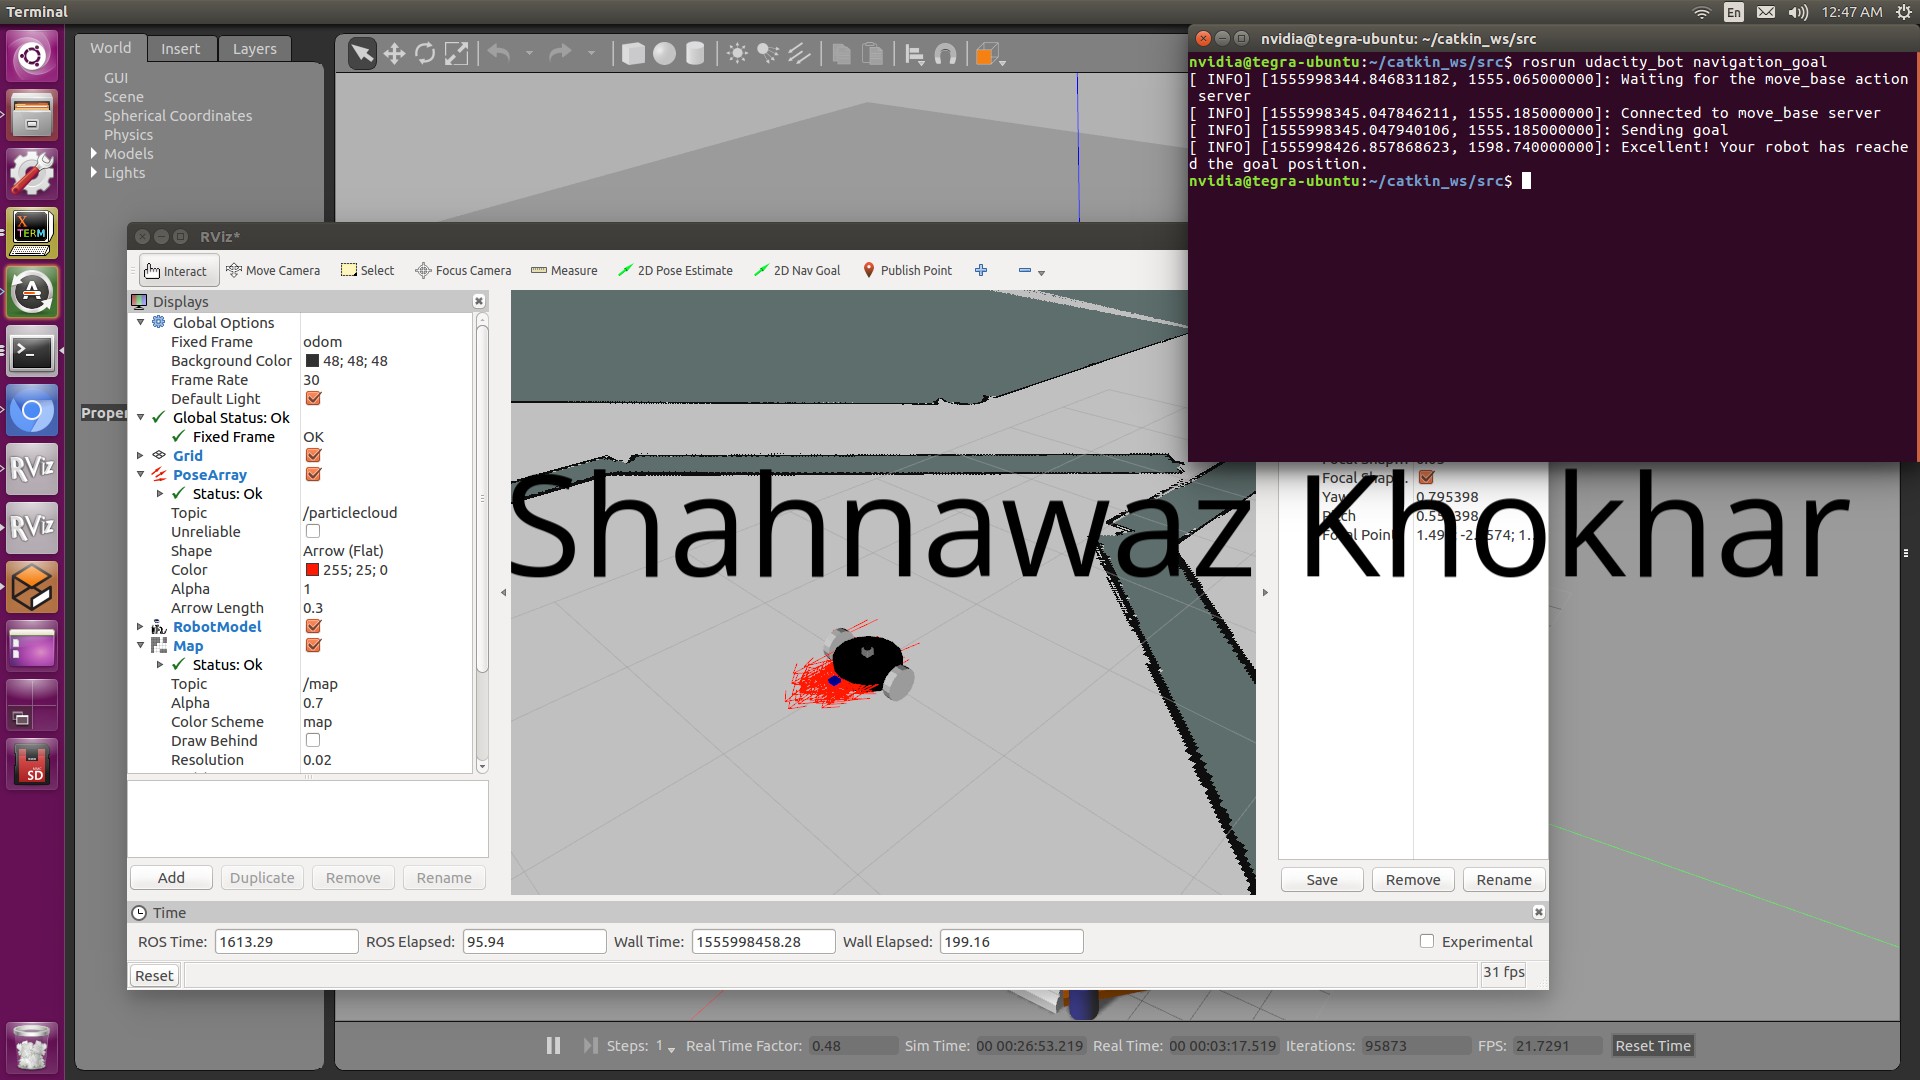 Terminal
En
12:47 AM
World
Insert
Layers
GUI
Scene
Spherical Coordinates
Physics
Models
Lights
nvidia@tegra-ubuntu: ~/catkin_ws/src
nvidia@tegra-ubuntu:~/catkin_ws/src$ rosrun udacity_bot navigation_goal
[ INFO] [1555998344.846831182, 1555.065000000]: Waiting for the move_base action
 server
[ INFO] [1555998345.047846211, 1555.185000000]: Connected to move_base server
[ INFO] [1555998345.047940106, 1555.185000000]: Sending goal
[ INFO] [1555998426.857868623, 1598.740000000]: Excellent! Your robot has reache
d the goal position.
nvidia@tegra-ubuntu:~/catkin_ws/src$
X
TERM
RViz
RViz
SD
RViz*
Interact
Move Camera
Select
Focus Camera
Measure
2D Pose Estimate
2D Nav Goal
Publish Point
Displays
Global Options
Fixed Frame odom
Background Color 48; 48; 48
Frame Rate 30
Default Light
Global Status: Ok
Fixed Frame OK
Grid
PoseArray
Status: Ok
Topic /particlecloud
Unreliable
Shape Arrow (Flat)
Color 255; 25; 0
Alpha 1
Arrow Length 0.3
RobotModel
Map
Status: Ok
Topic /map
Alpha 0.7
Color Scheme map
Draw Behind
Resolution 0.02
Proper
Focal Shap...
Yaw 0.795398
Shahnawaz Khokhar
Add
Duplicate
Remove
Rename
Save
Remove
Rename
Time
ROS Time: 1613.29
ROS Elapsed: 95.94
Wall Time: 1555998458.28
Wall Elapsed: 199.16
Experimental
Reset
31 fps
Steps: 1
Real Time Factor: 0.48
Sim Time: 00 00:26:53.219
Real Time: 00 00:03:17.519
Iterations: 95873
FPS: 21.7291
Reset Time